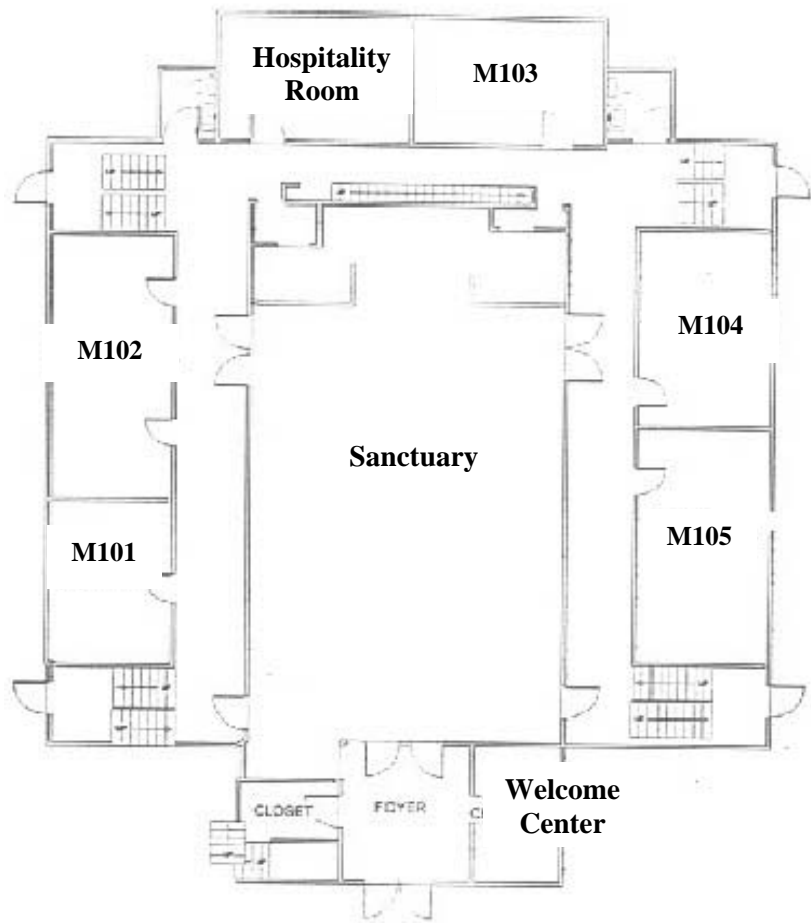 Hospitality
Room
M103
M102
M104
Sanctuary
M101
M105
CLOSET
FOYER
Welcome
Center